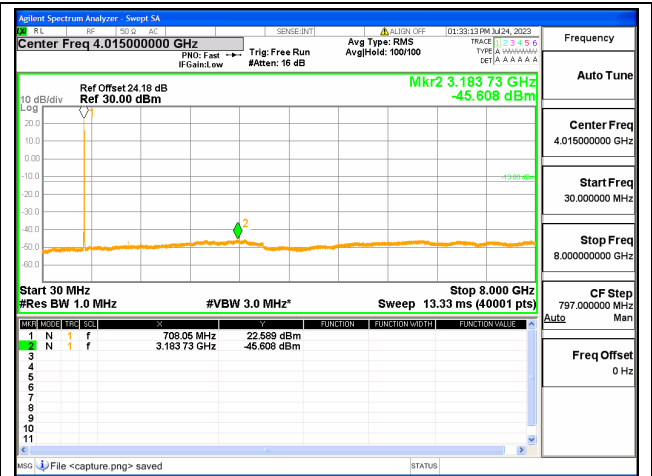 Agilent Spectrum Analyzer - Swept SA
RL RF 50 Ω AC SENSE:INT ALIGN OFF 01:33:13 PM Jul 24, 2023
Center Freq 4.015000000 GHz
PNO: Fast
IFGain:Low
Trig: Free Run
#Atten: 16 dB
Avg Type: RMS
Avg|Hold: 100/100
TRACE 1 2 3 4 5 6
TYPE A
DET A A A A A A
Ref Offset 24.18 dB
Ref 30.00 dBm
10 dB/div
Log
Mkr2 3.183 73 GHz
-45.608 dBm
1
20.0
10.0
0.00
-10.0
-13.00 dBm
-20.0
-30.0
-40.0
2
-50.0
-60.0
Start 30 MHz
Stop 8.000 GHz
#Res BW 1.0 MHz
#VBW 3.0 MHz*
Sweep 13.33 ms (40001 pts)
MKR MODE TRC SCL X Y FUNCTION FUNCTION WIDTH FUNCTION VALUE
1 N 1 f 708.05 MHz 22.589 dBm
2 N 1 f 3.183 73 GHz -45.608 dBm
3
4
5
6
7
8
9
10
11
MSG File <capture.png> saved STATUS
Frequency
Auto Tune
Center Freq
4.015000000 GHz
Start Freq
30.000000 MHz
Stop Freq
8.000000000 GHz
CF Step
797.000000 MHz
Auto Man
Freq Offset
0 Hz